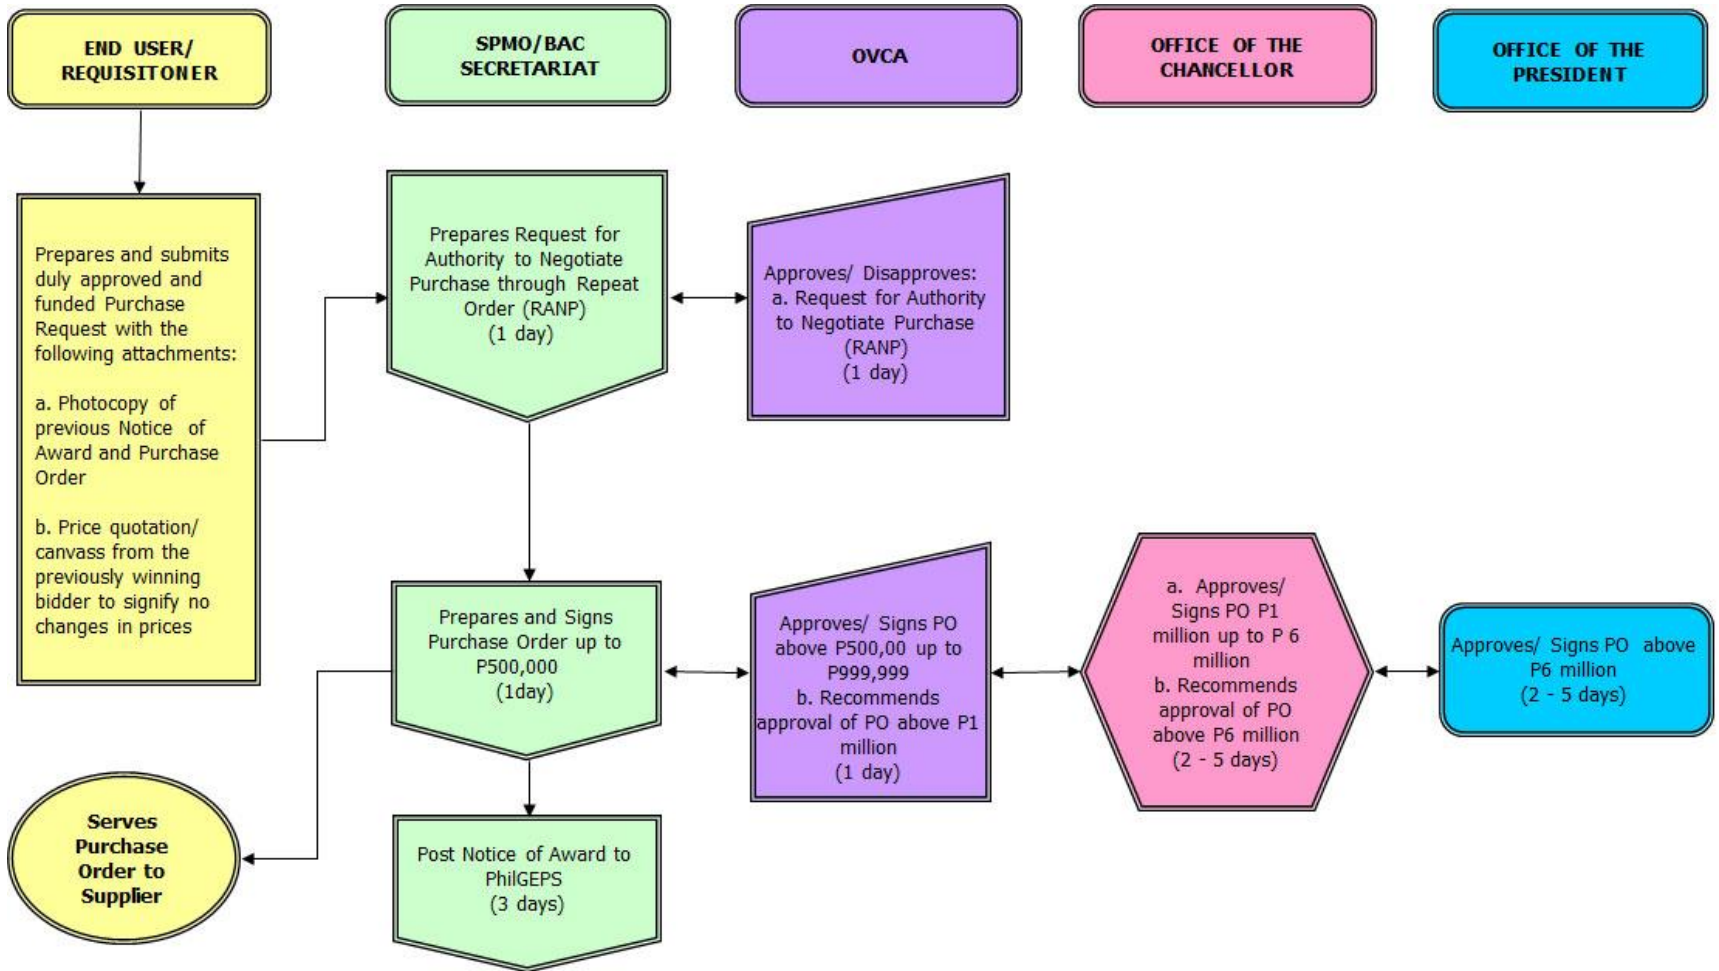 END USER/
REQUISITONER
SPMO/BAC
SECRETARIAT
OVCA
OFFICE OF THE
CHANCELLOR
OFFICE OF THE
PRESIDENT
Prepares and submits
duly approved and
funded Purchase
Request with the
following attachments:
a. Photocopy of
previous Notice of
Award and Purchase
Order
b. Price quotation/
canvass from the
previously winning
bidder to signify no
changes in prices
Prepares Request for
Authority to Negotiate
Purchase through Repeat
Order (RANP)
(1 day)
Approves/ Disapproves:
a. Request for Authority
to Negotiate Purchase
(RANP)
(1 day)
Prepares and Signs
Purchase Order up to
P500,000
(1day)
Approves/ Signs PO
above P500,00 up to
P999,999
b. Recommends
approval of PO above P1
million
(1 day)
a. Approves/
Signs PO P1
million up to P 6
million
b. Recommends
approval of PO
above P6 million
(2 - 5 days)
Approves/ Signs PO above
P6 million
(2 - 5 days)
Serves
Purchase
Order to
Supplier
Post Notice of Award to
PhilGEPS
(3 days)